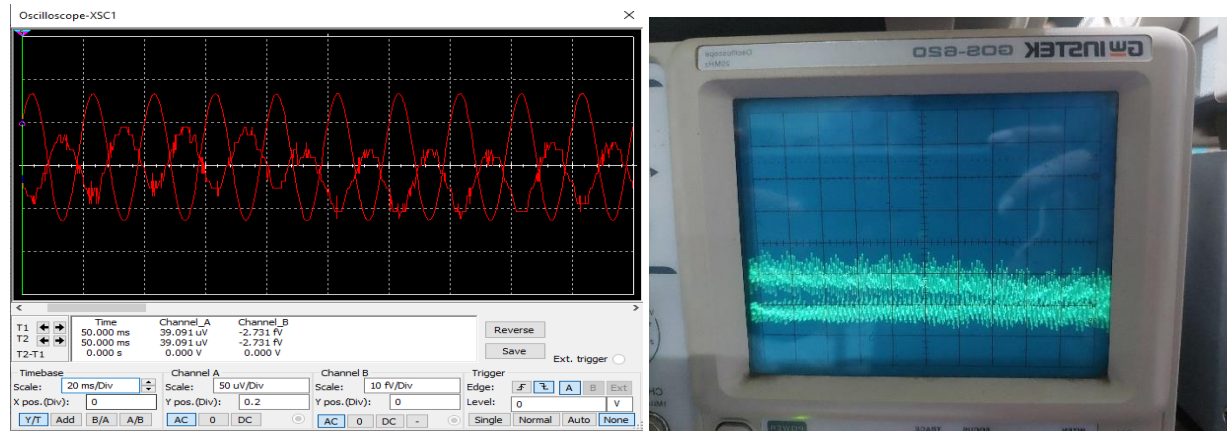 Oscilloscope-XSC1
T1
T2
T2-T1
Time Channel_A Channel_B
50.000 ms 39.091 uV -2.731 fV
50.000 ms 39.091 uV -2.731 fV
0.000 s 0.000 V 0.000 V
Reverse
Save
Ext. trigger
Timebase
Scale: 20 ms/Div
X pos.(Div): 0
Y/T Add B/A A/B
Channel A
Scale: 50 uV/Div
Y pos.(Div): 0.2
AC 0 DC
Channel B
Scale: 10 fV/Div
Y pos.(Div): 0
AC 0 DC -
Trigger
Edge: A B Ext
Level: 0 V
Single Normal Auto None
GW INSTEK GOS-620
Oscilloscope
20MHz
POWER